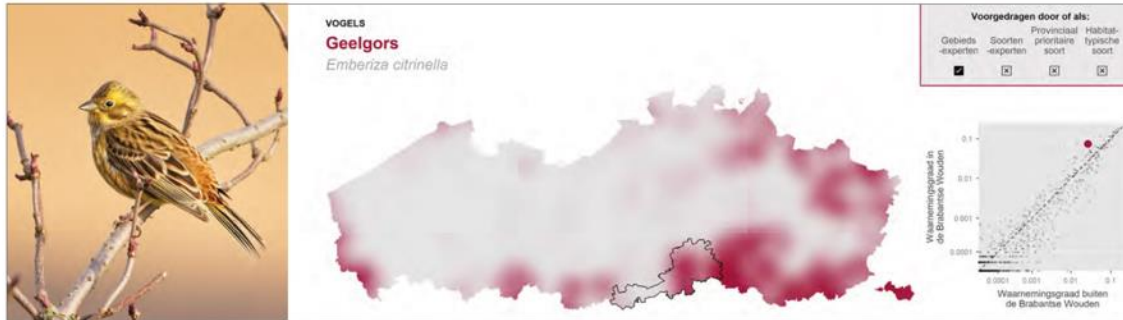 VOGELS
Geelgors
Emberiza citrinella
Voorgedragen door of als:
Gebieds
-experten
Soorten
-experten
Provinciaal
prioritaire
soort
Habitat-
typische
soort
Waarnemingsgraad in
de Brabantse Wouden
0.1
0.01
0.001
0.0001
0.0001
0.001
0.01
0.1
Waarnemingsgraad buiten
de Brabantse Wouden